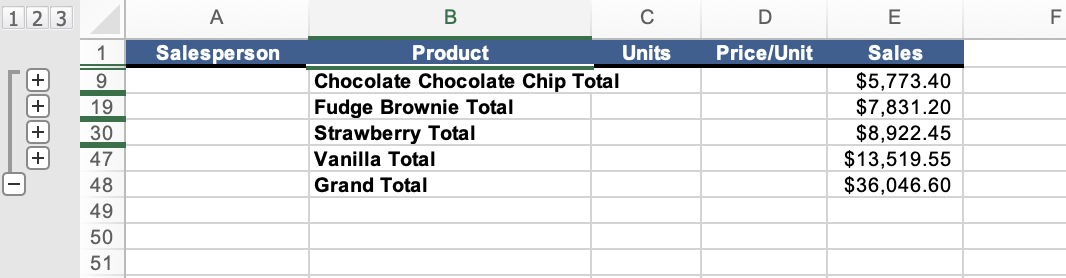 1 2 3 A B C D E F
1 Salesperson Product Units Price/Unit Sales
9 Chocolate Chocolate Chip Total $5,773.40
19 Fudge Brownie Total $7,831.20
30 Strawberry Total $8,922.45
47 Vanilla Total $13,519.55
48 Grand Total $36,046.60
49
50
51